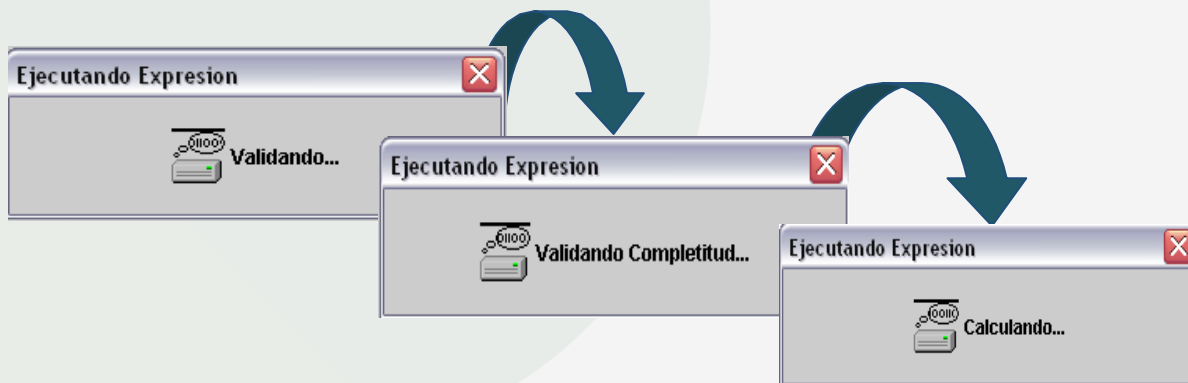 Ejecutando Expresion
Validando...
Ejecutando Expresion
Validando Completitud...
Ejecutando Expresion
Calculando...